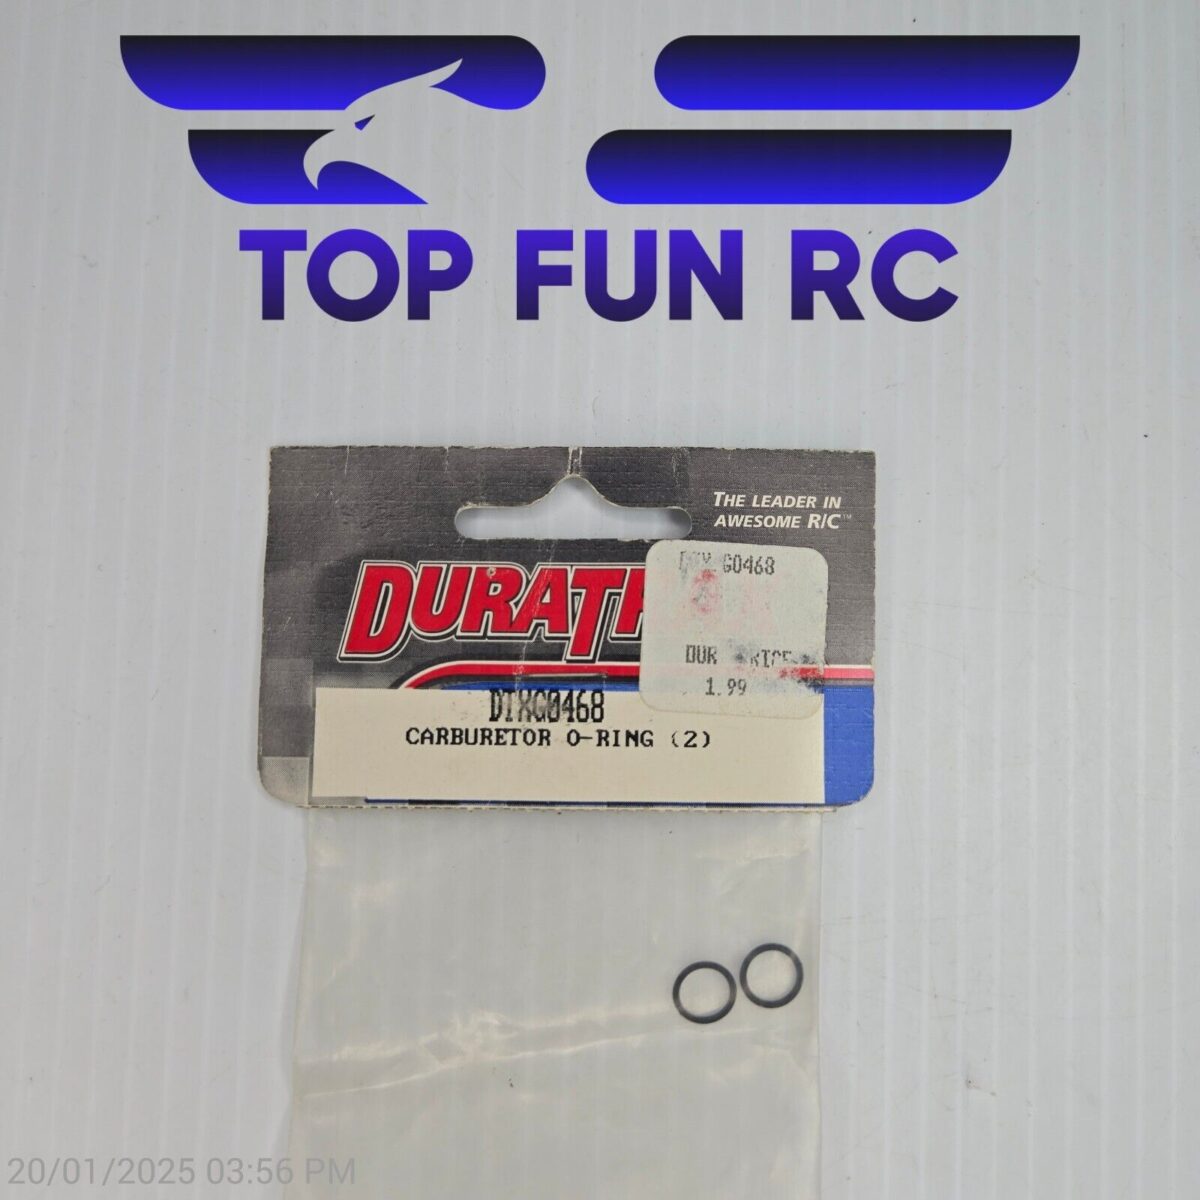 TOP FUN RC
THE LEADER IN
AWESOME R/C™
G0468
DUR
1.99
DTXG0468
CARBURETOR O-RING (2)
20/01/2025 03:56 PM